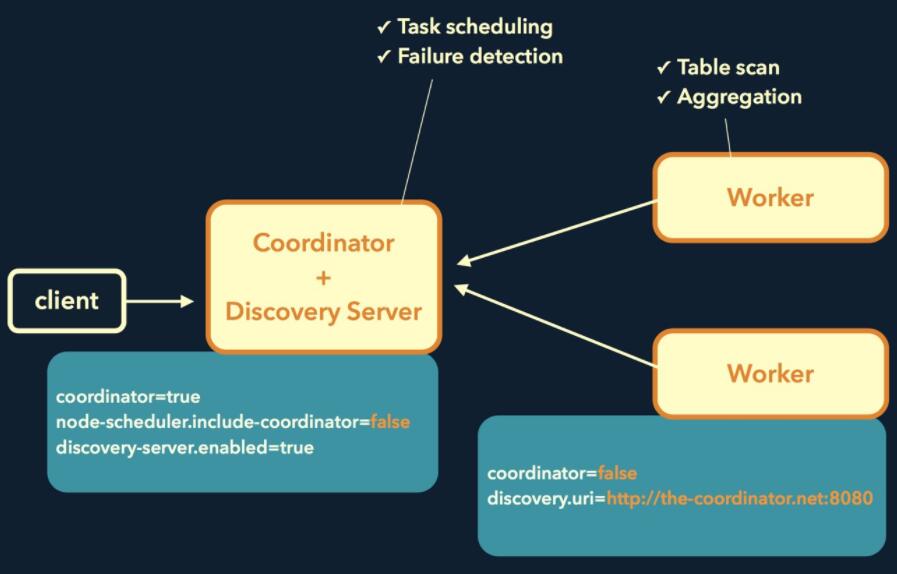 ✓ Task scheduling
✓ Failure detection
✓ Table scan
✓ Aggregation
Worker
Coordinator
+
Discovery Server
client
Worker
coordinator=true
node-scheduler.include-coordinator=false
discovery-server.enabled=true
coordinator=false
discovery.uri=http://the-coordinator.net:8080